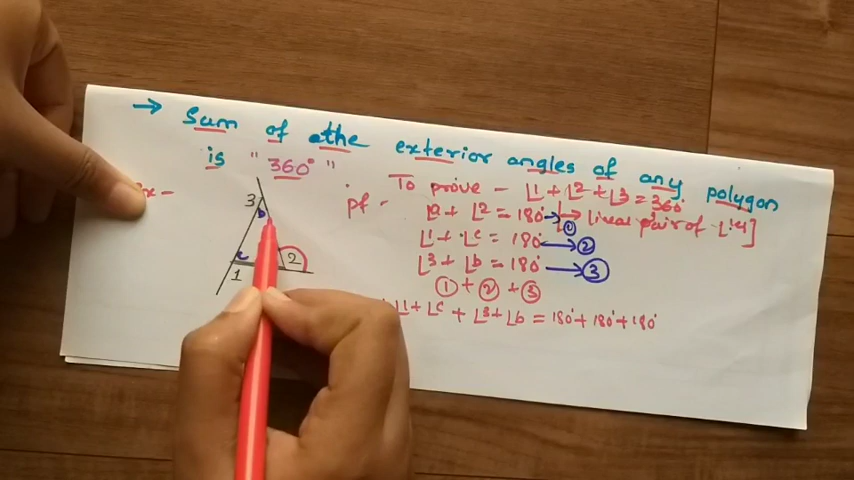 → Sum of othe exterior angles of any polygon
is "360°"
To prove - ∠1+∠2+∠3=360°
pf -
∠a+∠2=180° → ① → linear pair of ∠'s]
∠1+∠c=180° → ②
∠3+∠b=180° → ③
①+②+③
∠1+∠c+∠3+∠b=180°+180°+180°
3
b
c
2
1